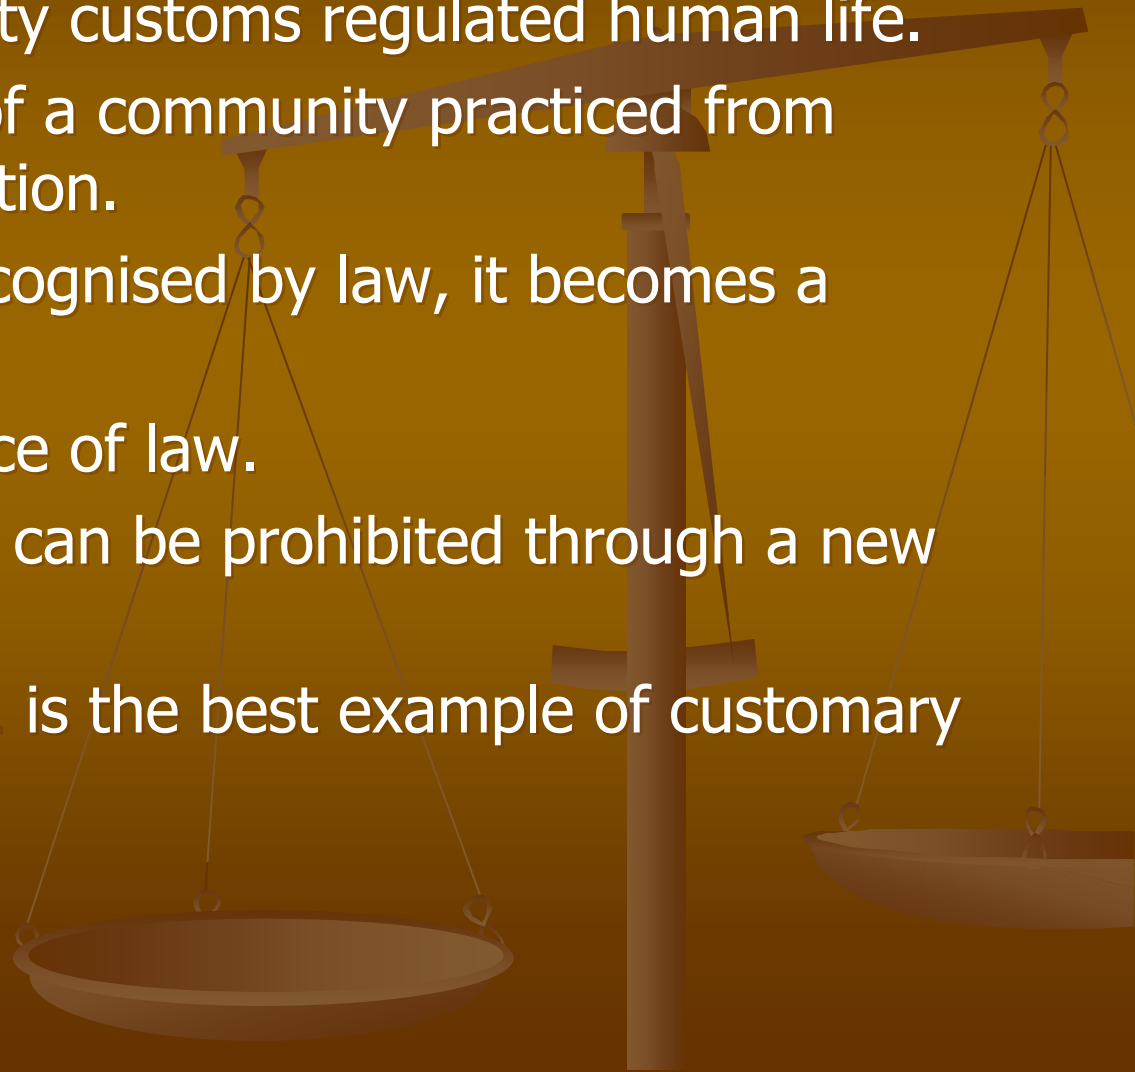 ty customs regulated human life.
of a community practiced from
tion.
cognised by law, it becomes a
ce of law.
can be prohibited through a new
is the best example of customary